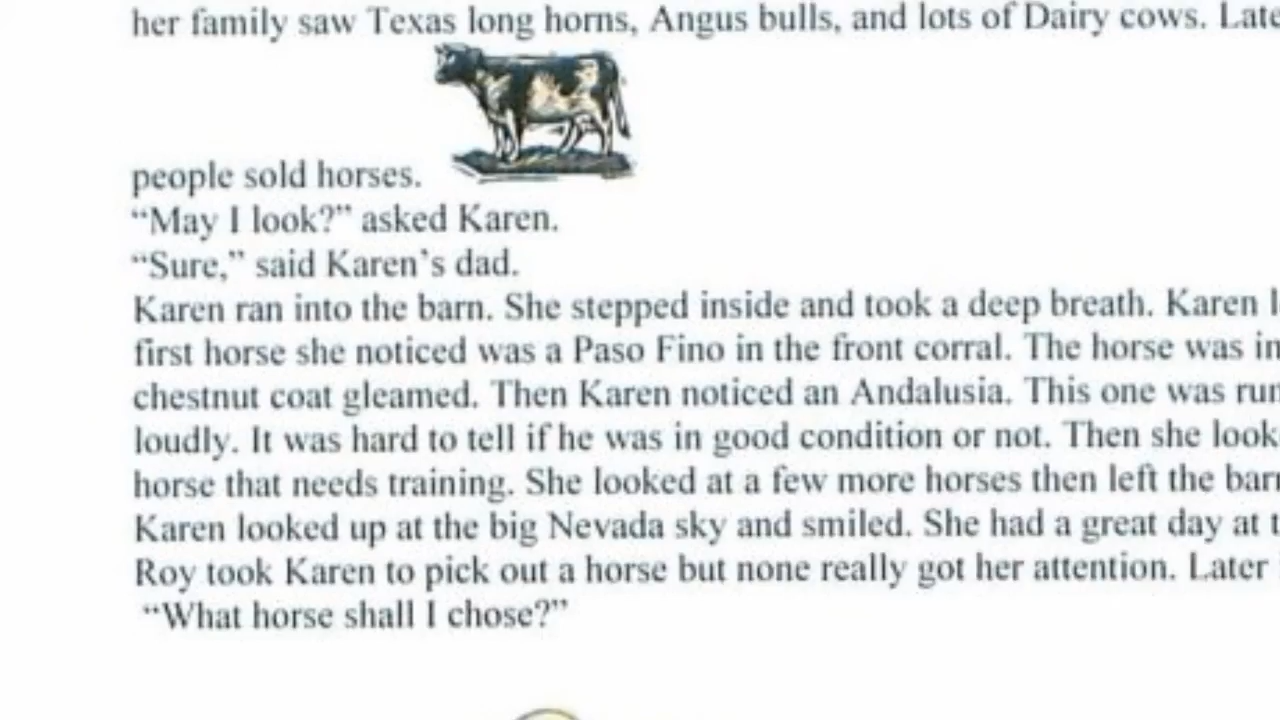 her family saw Texas long horns, Angus bulls, and lots of Dairy cows.
people sold horses.
“May I look?” asked Karen.
“Sure,” said Karen’s dad.
Karen ran into the barn. She stepped inside and took a deep breath. Karen
first horse she noticed was a Paso Fino in the front corral. The horse was in
chestnut coat gleamed. Then Karen noticed an Andalusia. This one was
loudly. It was hard to tell if he was in good condition or not. Then she
horse that needs training. She looked at a few more horses then left the
Karen looked up at the big Nevada sky and smiled. She had a great day at
Roy took Karen to pick out a horse but none really got her attention. Later
“What horse shall I chose?”